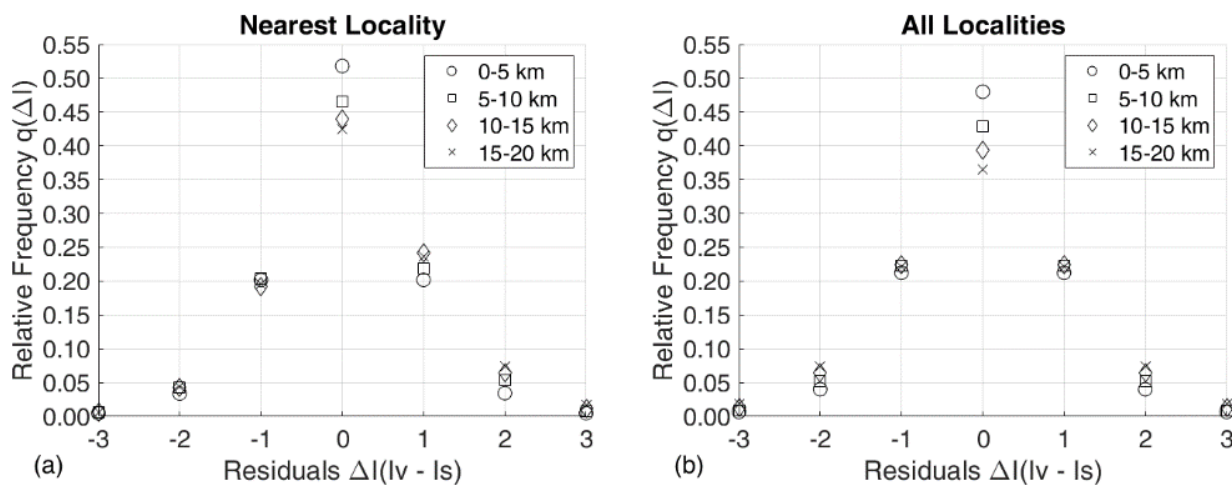 Nearest Locality
0.55
0.50
0.45
0.40
0.35
0.30
0.25
0.20
0.15
0.10
0.05
0.00
Relative Frequency q(ΔI)
0-5 km
5-10 km
10-15 km
15-20 km
-3 -2 -1 0 1 2 3
(a) Residuals ΔI(Iv - Is)
All Localities
0.55
0.50
0.45
0.40
0.35
0.30
0.25
0.20
0.15
0.10
0.05
0.00
Relative Frequency q(ΔI)
0-5 km
5-10 km
10-15 km
15-20 km
-3 -2 -1 0 1 2 3
(b) Residuals ΔI(Iv - Is)